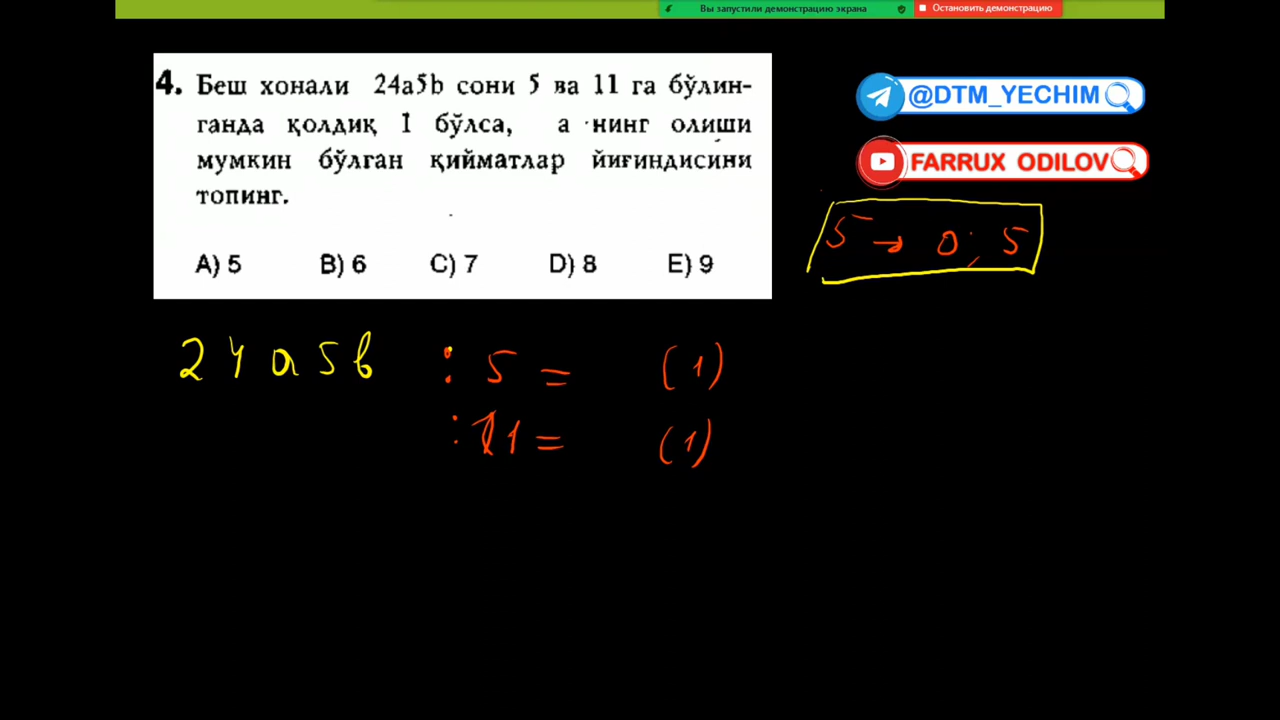 Вы запустили демонстрацию экрана
Остановить демонстрацию
4. Беш хонали 24a5b сони 5 ва 11 га бўлин-
ганда қолдиқ 1 бўлса, а нинг олиши
мумкин бўлган қийматлар йиғиндисини
топинг.
A) 5 B) 6 C) 7 D) 8 E) 9
@DTM_YECHIM
FARRUX ODILOV
5 → 0; 5
24a5b : 5 = (1)
: 11 = (1)